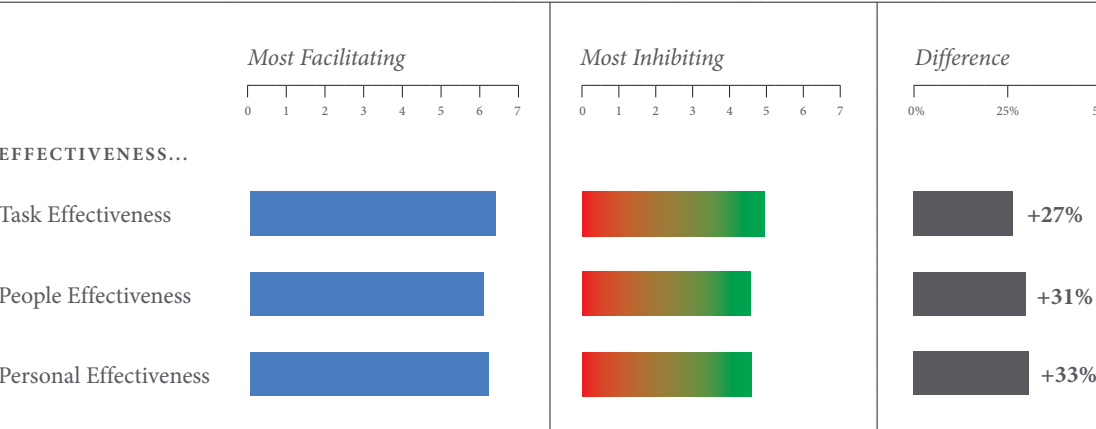 Most Facilitating Most Inhibiting Difference
0 1 2 3 4 5 6 7 0 1 2 3 4 5 6 7 0% 25%
EFFECTIVENESS...
Task Effectiveness +27%
People Effectiveness +31%
Personal Effectiveness +33%